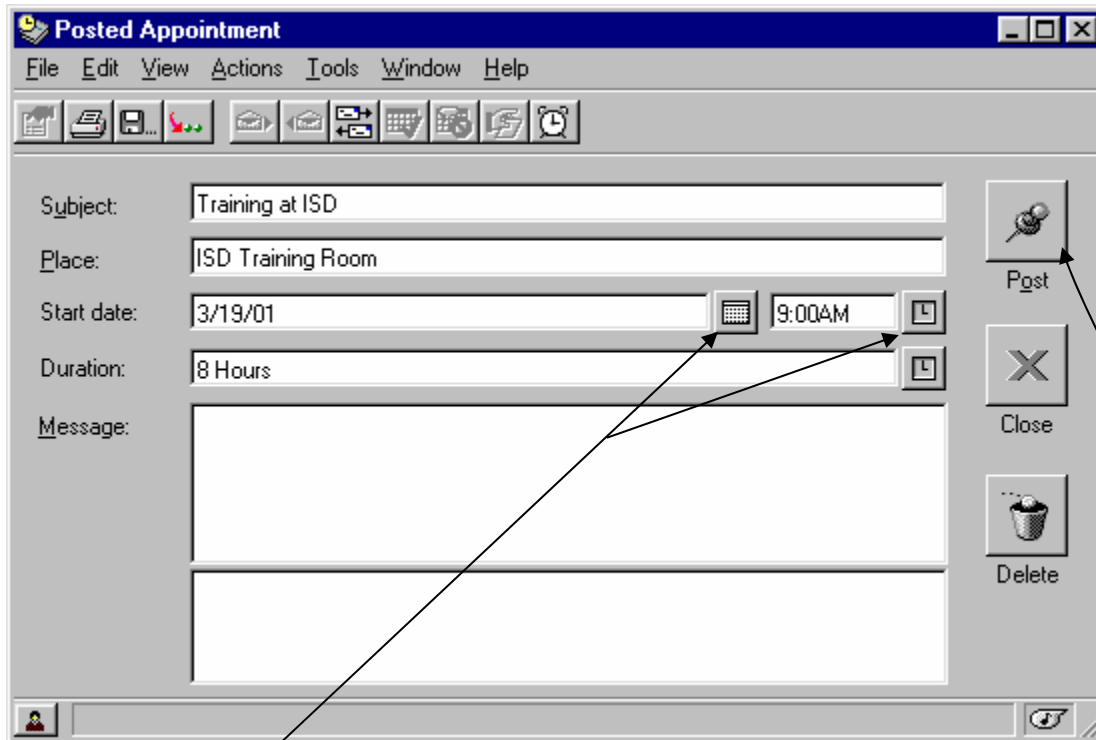 Posted Appointment
File Edit View Actions Tools Window Help
Subject: Training at ISD
Place: ISD Training Room
Post
Start date: 3/19/01 9:00AM
Duration: 8 Hours
Message:
Close
Delete